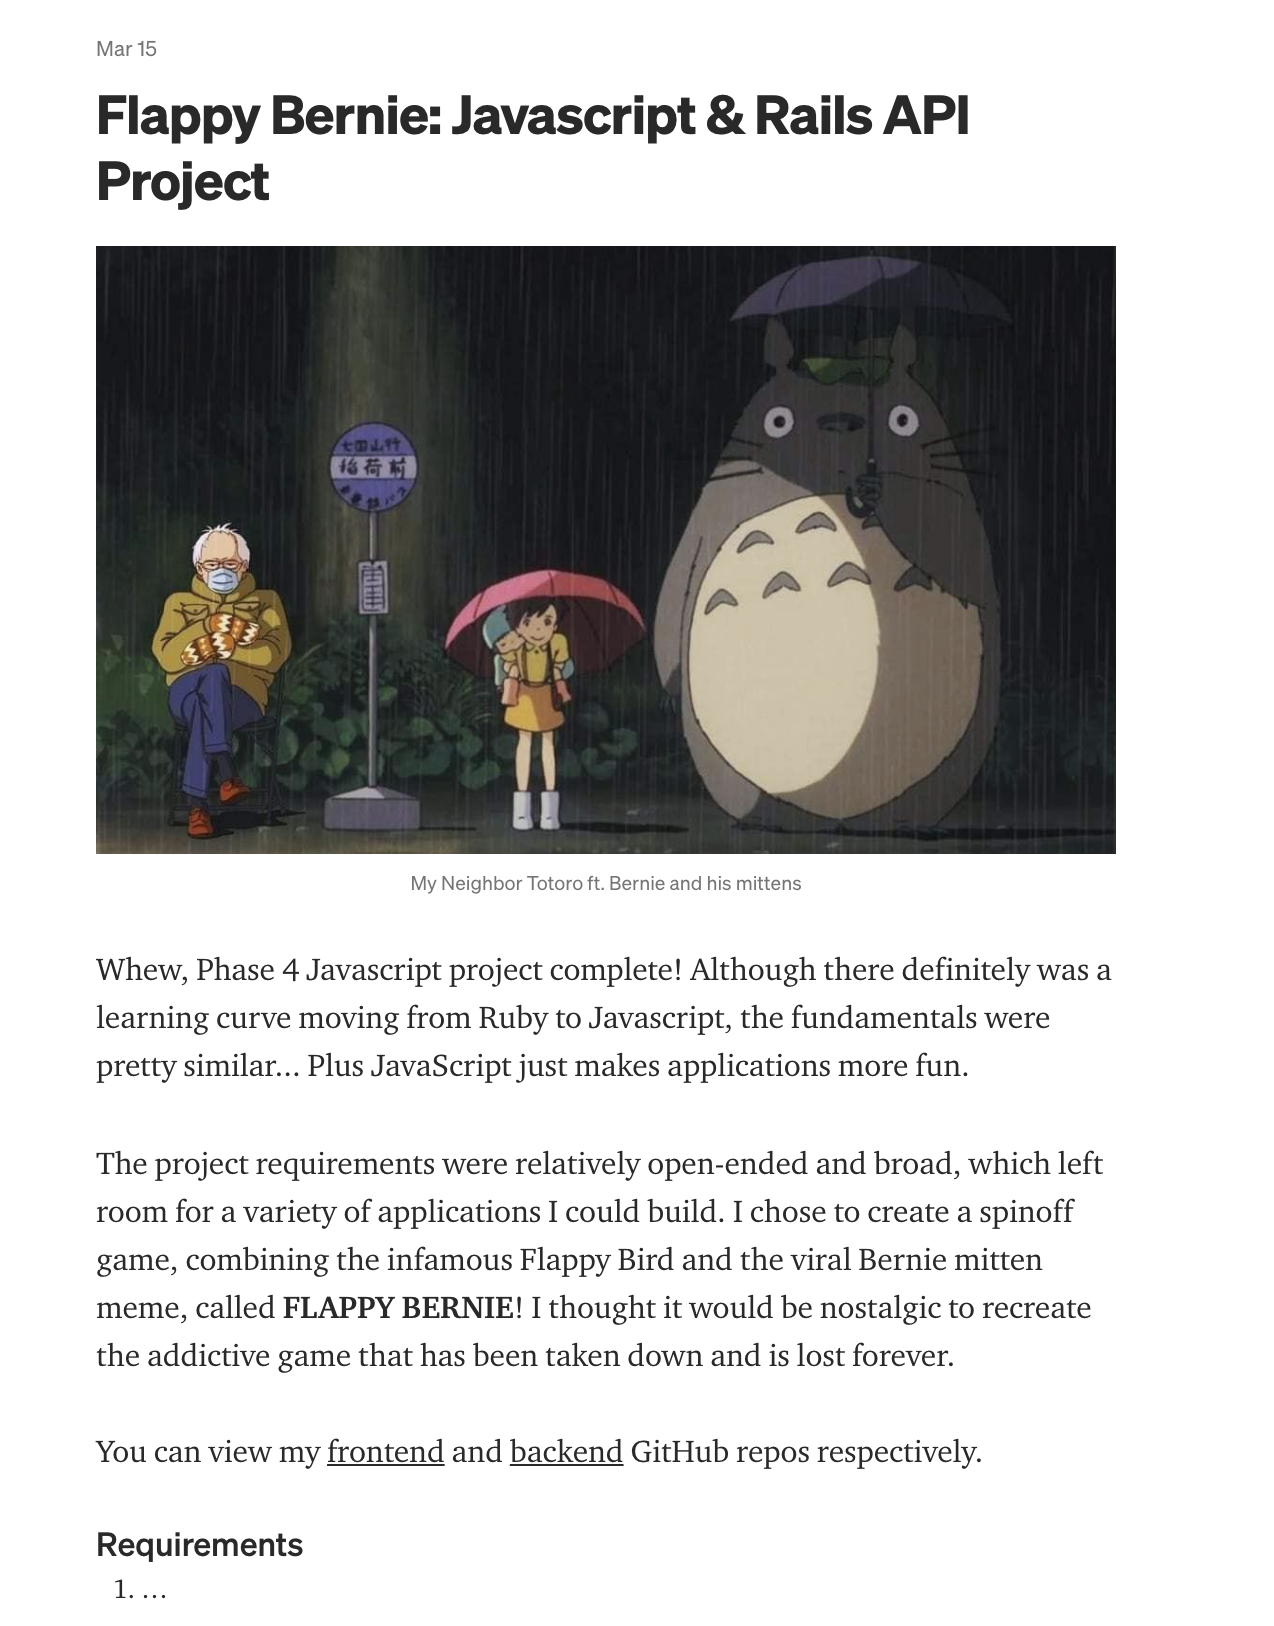 Mar 15
Flappy Bernie: Javascript & Rails API
Project
稲荷前
My Neighbor Totoro ft. Bernie and his mittens
Whew, Phase 4 Javascript project complete! Although there definitely was a
learning curve moving from Ruby to Javascript, the fundamentals were
pretty similar… Plus JavaScript just makes applications more fun.
The project requirements were relatively open-ended and broad, which left
room for a variety of applications I could build. I chose to create a spinoff
game, combining the infamous Flappy Bird and the viral Bernie mitten
meme, called FLAPPY BERNIE! I thought it would be nostalgic to recreate
the addictive game that has been taken down and is lost forever.
You can view my frontend and backend GitHub repos respectively.
Requirements
1. …